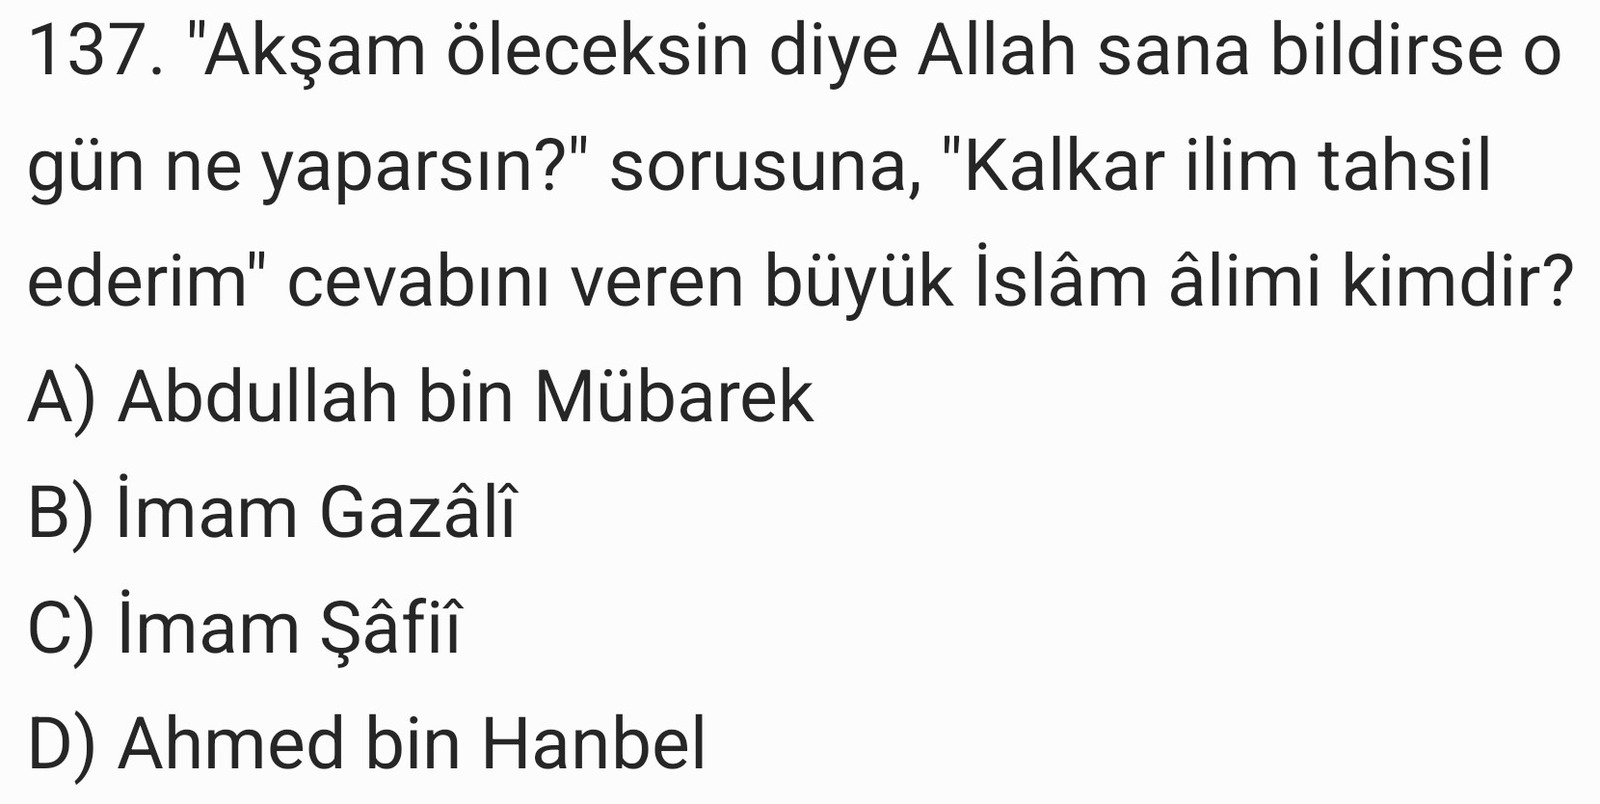 137. "Akşam öleceksin diye Allah sana bildirse o
gün ne yaparsın?" sorusuna, "Kalkar ilim tahsil
ederim" cevabını veren büyük İslâm âlimi kimdir?
A) Abdullah bin Mübarek
B) İmam Gazâlî
C) İmam Şâfiî
D) Ahmed bin Hanbel